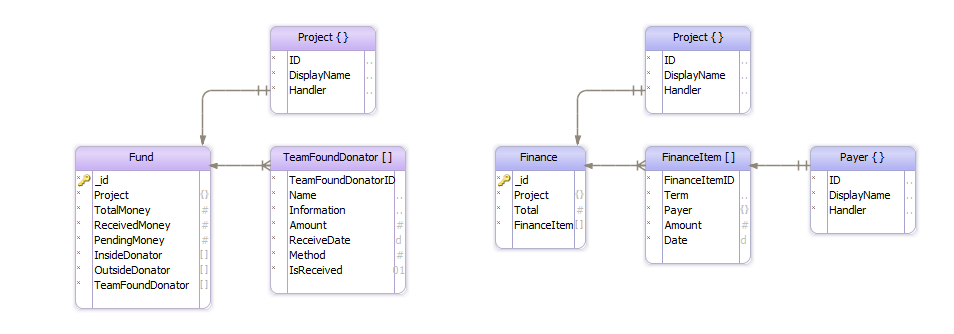 Project { }
ID ..
DisplayName ..
Handler ..
Fund
_id
Project {}
TotalMoney #
ReceivedMoney #
PendingMoney #
InsideDonator []
OutsideDonator []
TeamFoundDonator []
TeamFoundDonator [ ]
TeamFoundDonatorID
Name ..
Information ..
Amount #
ReceiveDate d
Method #
IsReceived 01
Project { }
ID ..
DisplayName ..
Handler ..
Finance
_id
Project {}
Total #
FinanceItem []
FinanceItem [ ]
FinanceItemID
Term ..
Payer {}
Amount #
Date d
Payer { }
ID ..
DisplayName ..
Handler ..